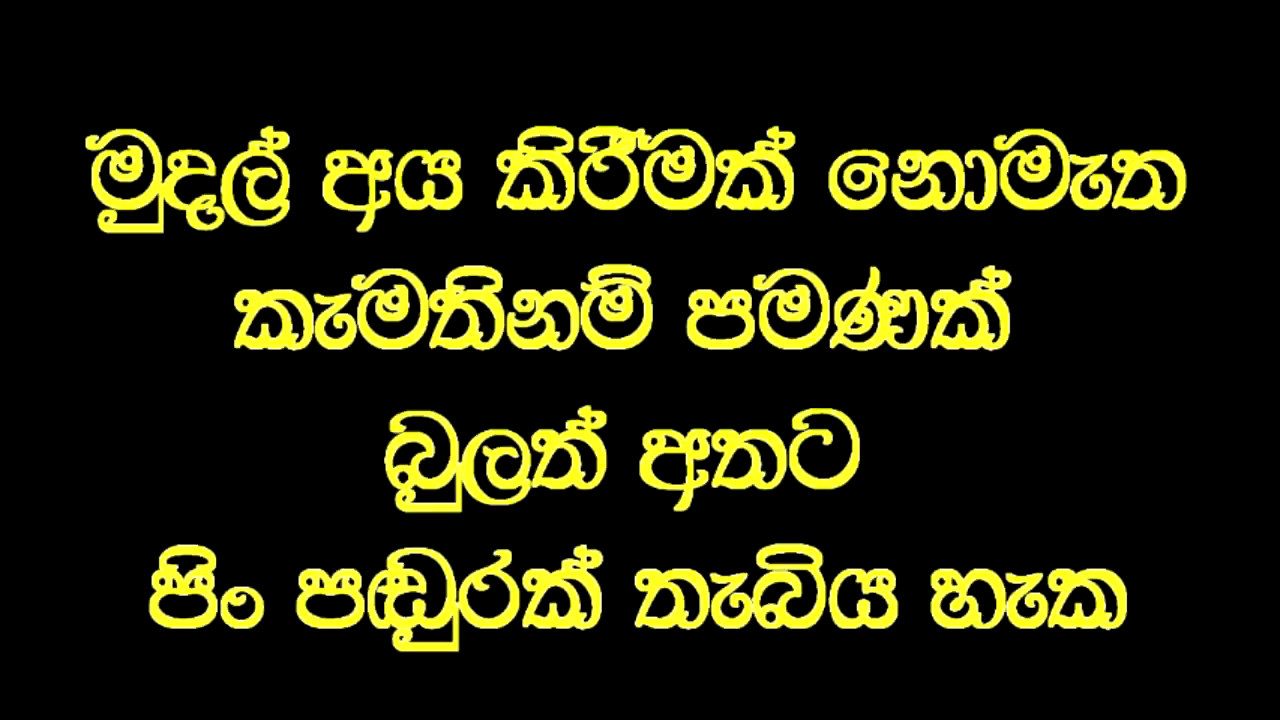 මුදල් අය කිරීමක් නොමැත
කැමතිනම් පමණක්
බුලත් අතට
පිං පඬුරක් තැබිය හැක